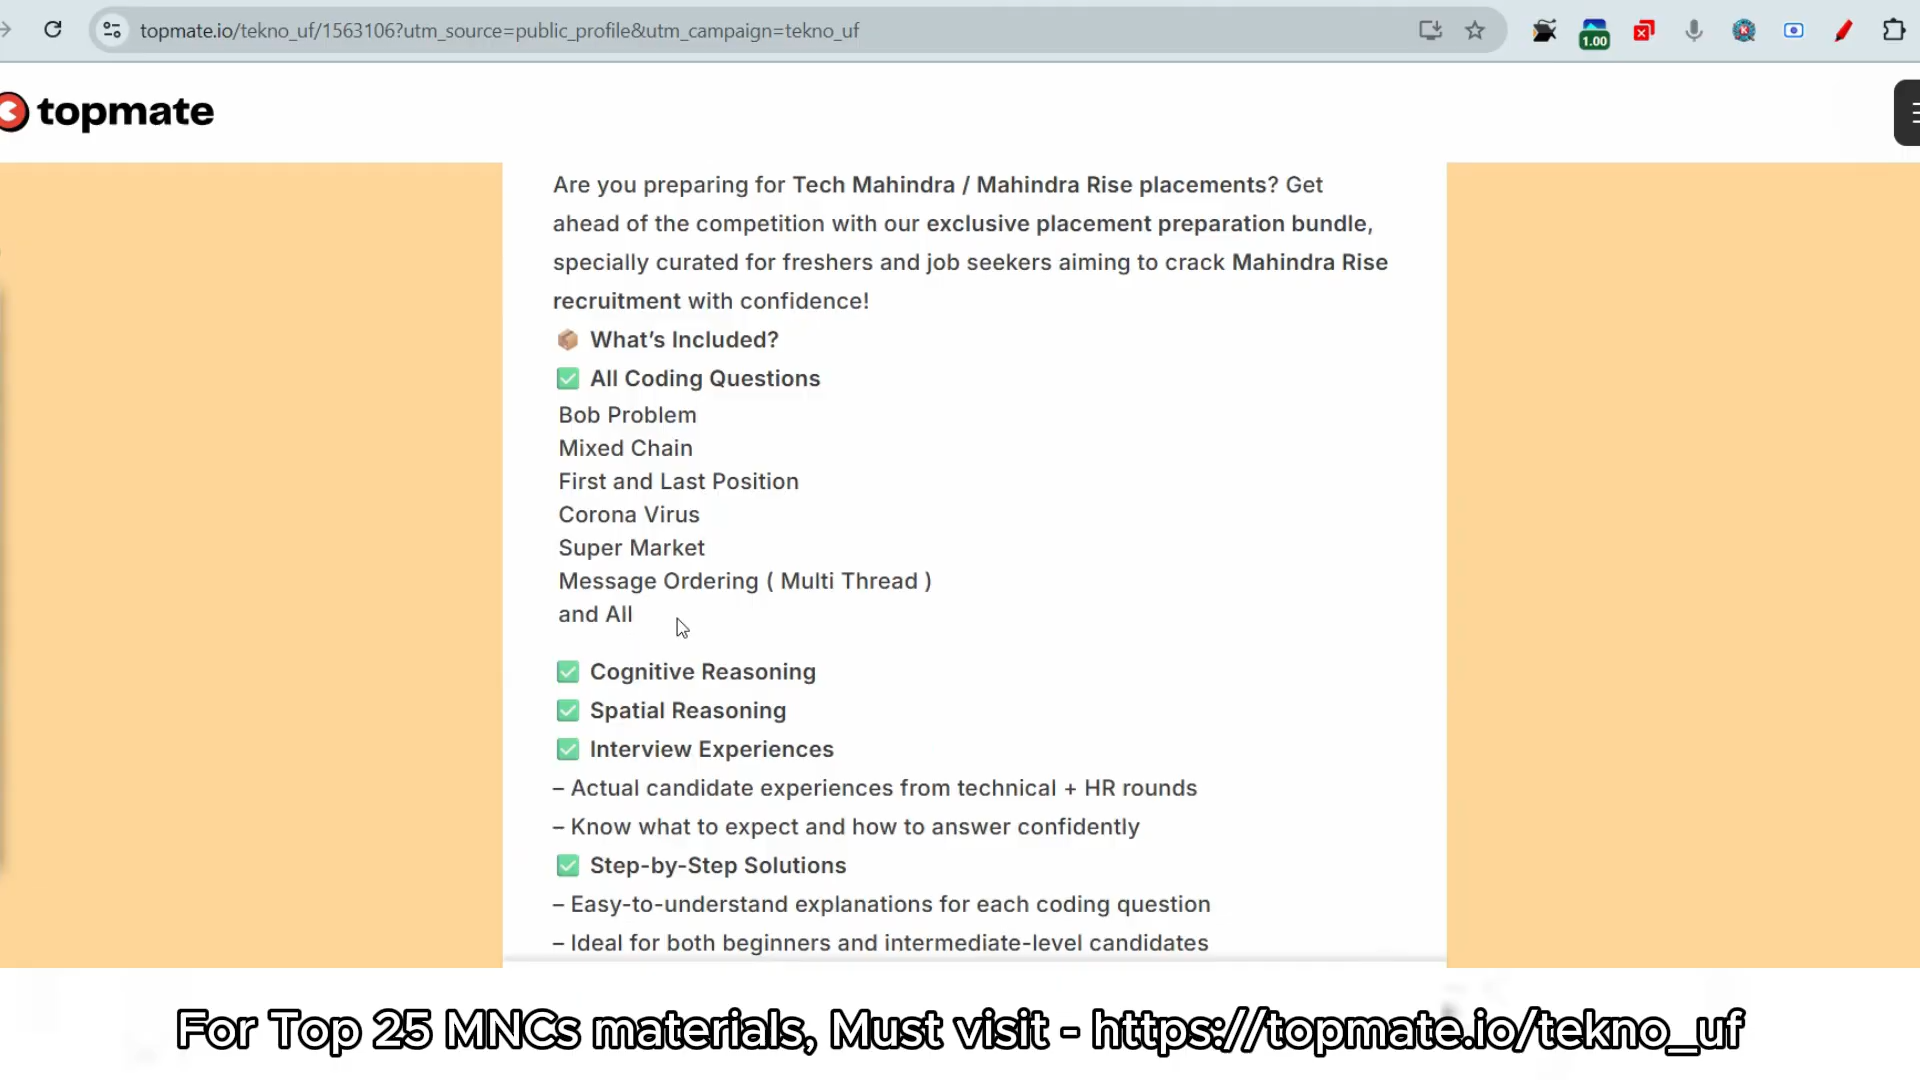 topmate.io/tekno_uf/1563106?utm_source=public_profile&utm_campaign=tekno_uf
1.00
topmate
Are you preparing for Tech Mahindra / Mahindra Rise placements? Get
ahead of the competition with our exclusive placement preparation bundle,
specially curated for freshers and job seekers aiming to crack Mahindra Rise
recruitment with confidence!
📦 What’s Included?
✅ All Coding Questions
Bob Problem
Mixed Chain
First and Last Position
Corona Virus
Super Market
Message Ordering ( Multi Thread )
and All
✅ Cognitive Reasoning
✅ Spatial Reasoning
✅ Interview Experiences
– Actual candidate experiences from technical + HR rounds
– Know what to expect and how to answer confidently
✅ Step-by-Step Solutions
– Easy-to-understand explanations for each coding question
– Ideal for both beginners and intermediate-level candidates
For Top 25 MNCs materials, Must visit - https://topmate.io/tekno_uf